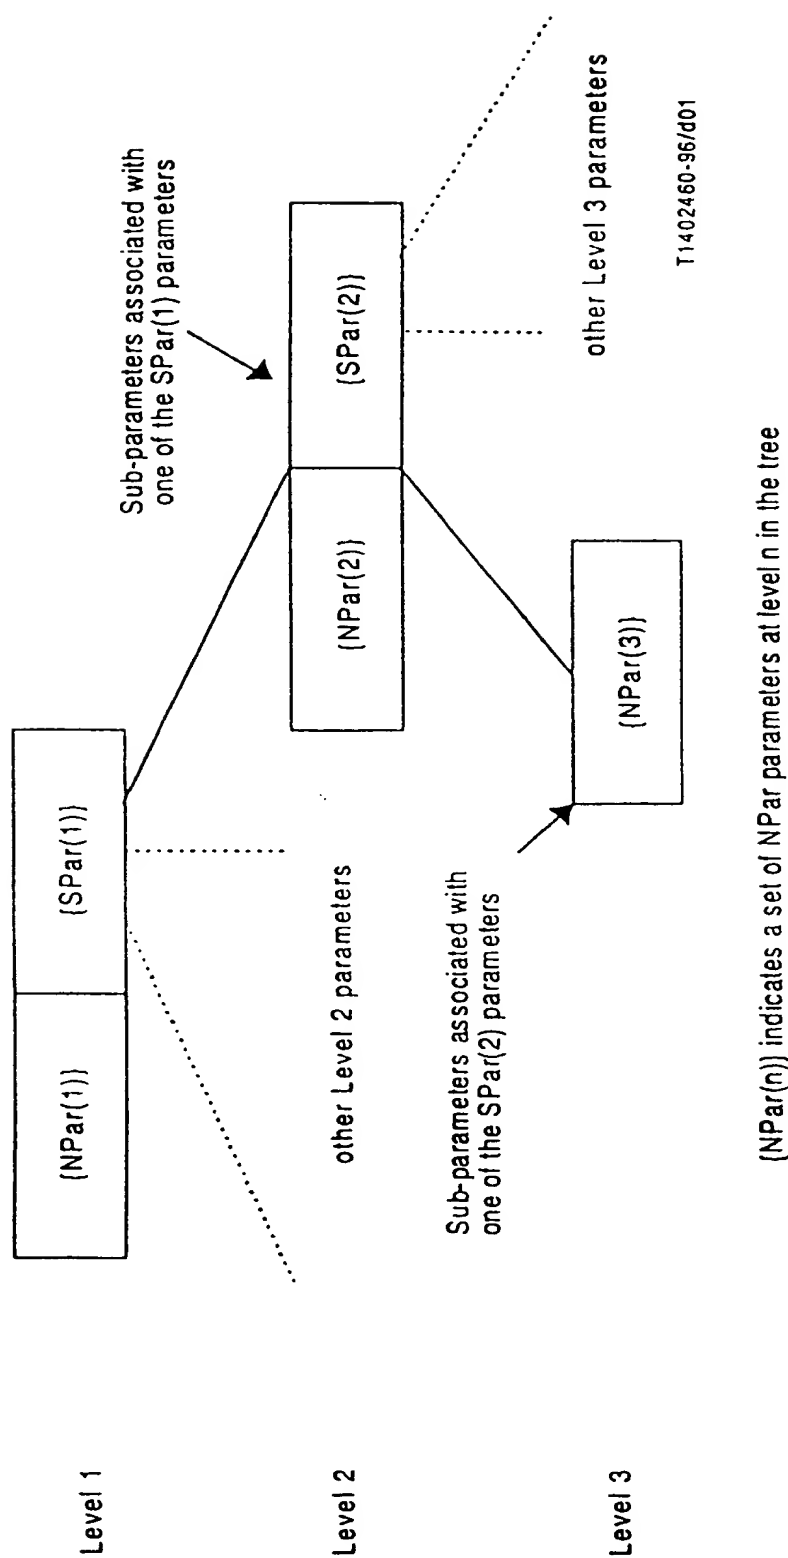 Level 1
{NPar(1)}
{SPar(1)}
Sub-parameters associated with
one of the SPar(1) parameters
Level 2
other Level 2 parameters
{NPar(2)}
{SPar(2)}
Sub-parameters associated with
one of the SPar(2) parameters
Level 3
{NPar(3)}
other Level 3 parameters
T1402460-96/d01
{NPar(n)} indicates a set of NPar parameters at level n in the tree